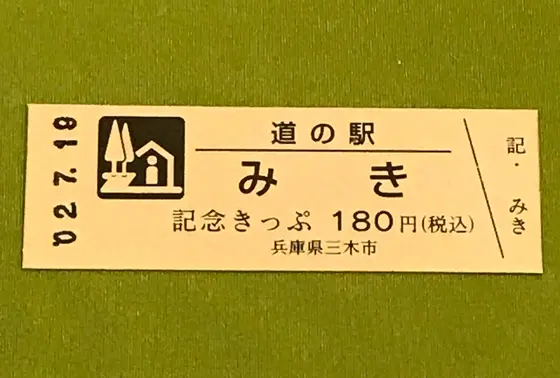 02.7.19
道の駅
みき
記念きっぷ 180円(税込)
兵庫県三木市
記・みき